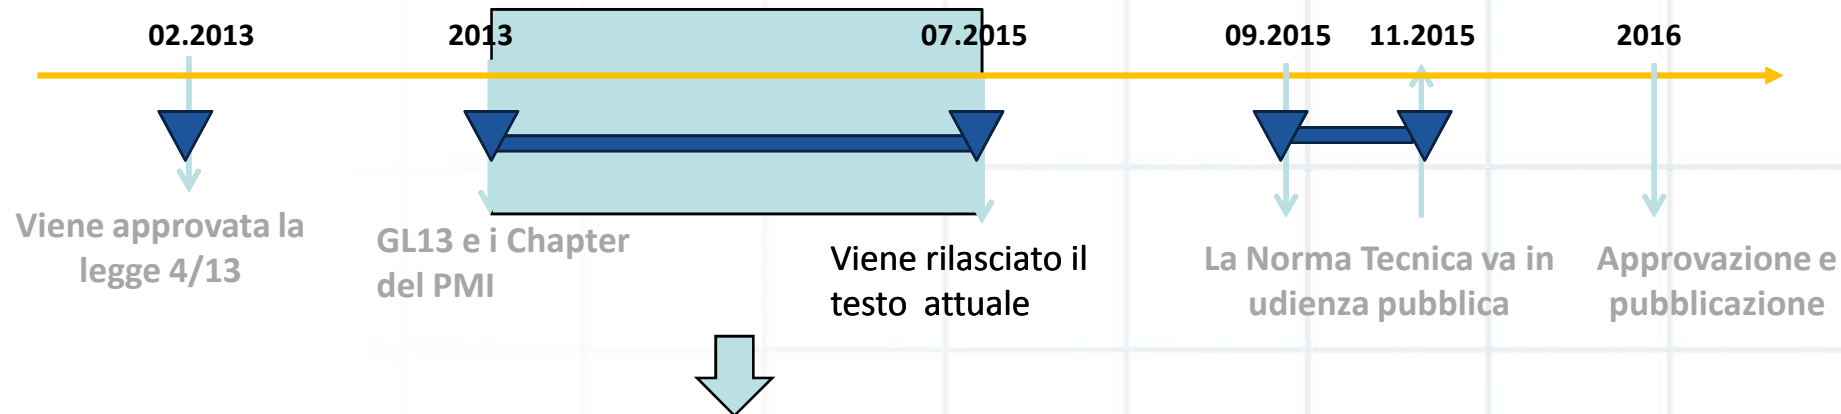 02.2013
2013
07.2015
09.2015
11.2015
2016
Viene approvata la
legge 4/13
GL13 e i Chapter
del PMI
Viene rilasciato il
testo attuale
La Norma Tecnica va in
udienza pubblica
Approvazione e
pubblicazione